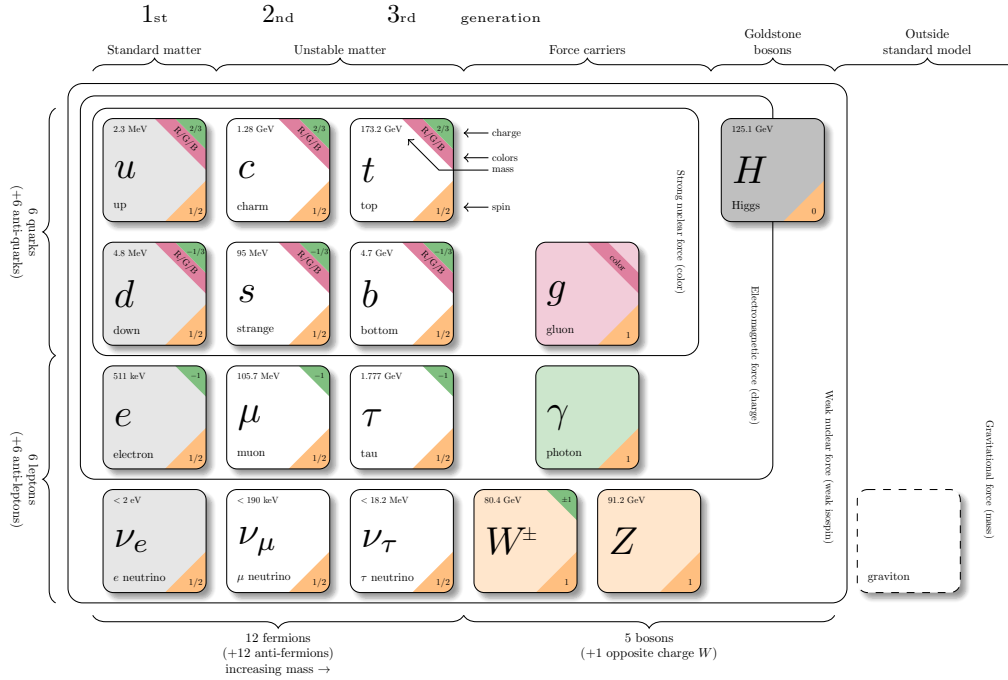 1st 2nd 3rd generation
Standard matter
Unstable matter
Force carriers
Goldstone
bosons
Outside
standard model
6 quarks
(+6 anti-quarks)
6 leptons
(+6 anti-leptons)
2.3 MeV
R/G/B
2/3
u
up
1/2
1.28 GeV
R/G/B
2/3
c
charm
1/2
173.2 GeV
R/G/B
2/3
t
top
1/2
charge
colors
mass
spin
125.1 GeV
H
Higgs
0
4.8 MeV
R/G/B
−1/3
d
down
1/2
95 MeV
R/G/B
−1/3
s
strange
1/2
4.7 GeV
R/G/B
−1/3
b
bottom
1/2
color
g
gluon
1
Strong nuclear force (color)
511 keV
−1
e
electron
1/2
105.7 MeV
−1
μ
muon
1/2
1.777 GeV
−1
τ
tau
1/2
γ
photon
1
Electromagnetic force (charge)
< 2 eV
νe
e neutrino
1/2
< 190 keV
νμ
μ neutrino
1/2
< 18.2 MeV
ντ
τ neutrino
1/2
80.4 GeV
±1
W±
1
91.2 GeV
Z
1
Weak nuclear force (weak isospin)
graviton
Gravitational force (mass)
12 fermions
(+12 anti-fermions)
increasing mass →
5 bosons
(+1 opposite charge W)